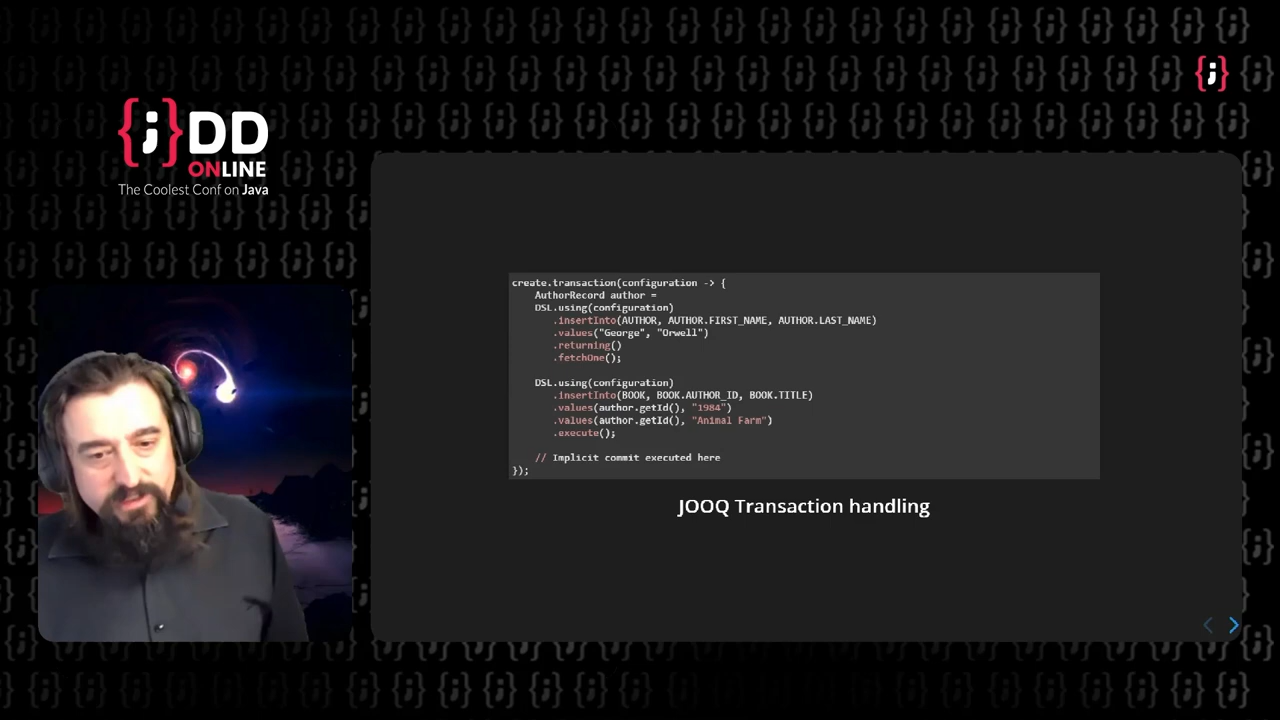 {;}
{;}DD
ONLINE
The Coolest Conf on Java
create.transaction(configuration -> {
    AuthorRecord author =
    DSL.using(configuration)
       .insertInto(AUTHOR, AUTHOR.FIRST_NAME, AUTHOR.LAST_NAME)
       .values("George", "Orwell")
       .returning()
       .fetchOne();
    DSL.using(configuration)
       .insertInto(BOOK, BOOK.AUTHOR_ID, BOOK.TITLE)
       .values(author.getId(), "1984")
       .values(author.getId(), "Animal Farm")
       .execute();
    // Implicit commit executed here
});
JOOQ Transaction handling